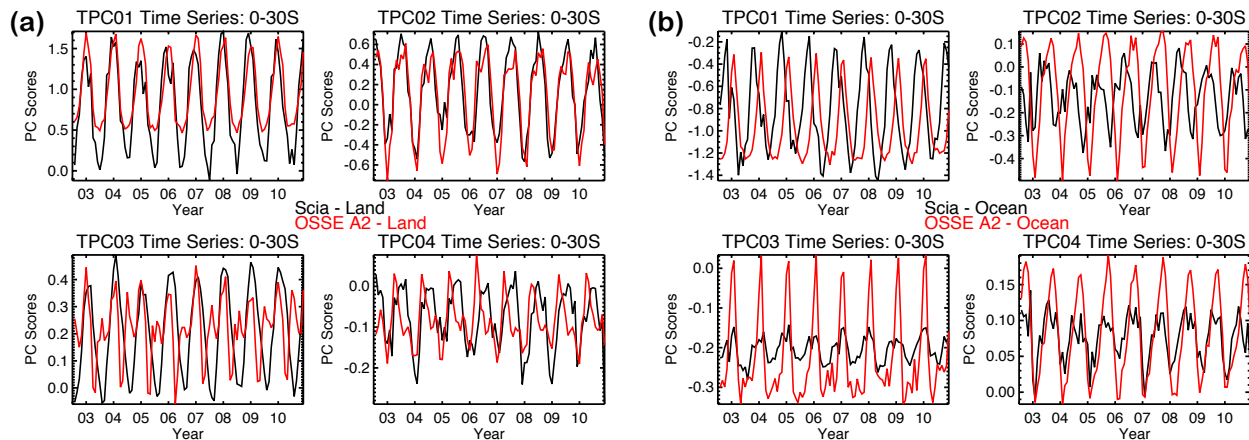 (a)
TPC01 Time Series: 0-30S
PC Scores
1.5
1.0
0.5
0.0
03 04 05 06 07 08 09 10
Year
TPC02 Time Series: 0-30S
PC Scores
0.6
0.4
0.2
0.0
-0.2
-0.4
-0.6
03 04 05 06 07 08 09 10
Year
Scia - Land
OSSE A2 - Land
TPC03 Time Series: 0-30S
PC Scores
0.4
0.3
0.2
0.1
0.0
03 04 05 06 07 08 09 10
Year
TPC04 Time Series: 0-30S
PC Scores
0.0
-0.1
-0.2
03 04 05 06 07 08 09 10
Year
(b)
TPC01 Time Series: 0-30S
PC Scores
-0.2
-0.4
-0.6
-0.8
-1.0
-1.2
-1.4
03 04 05 06 07 08 09 10
Year
TPC02 Time Series: 0-30S
PC Scores
0.1
0.0
-0.1
-0.2
-0.3
-0.4
03 04 05 06 07 08 09 10
Year
Scia - Ocean
OSSE A2 - Ocean
TPC03 Time Series: 0-30S
PC Scores
0.0
-0.1
-0.2
-0.3
03 04 05 06 07 08 09 10
Year
TPC04 Time Series: 0-30S
PC Scores
0.15
0.10
0.05
0.00
03 04 05 06 07 08 09 10
Year